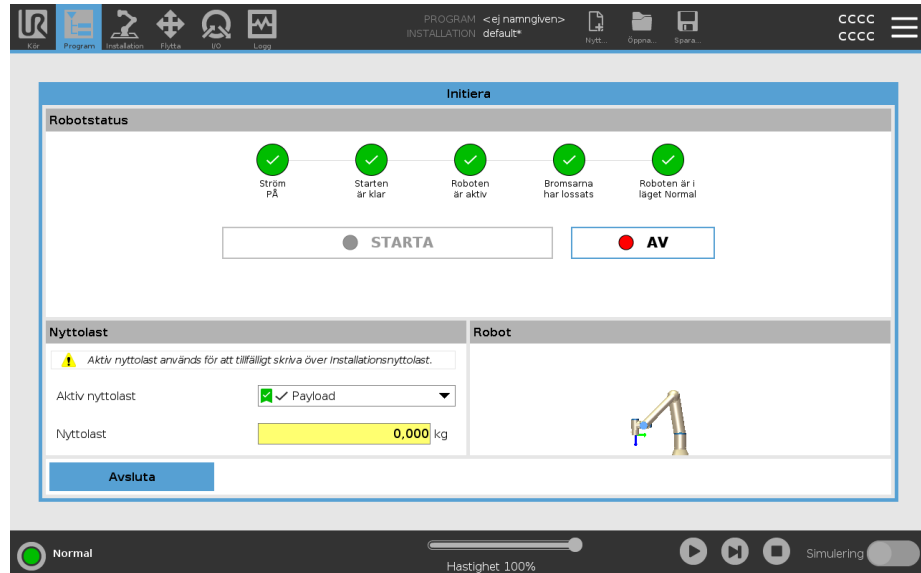 UR
PROGRAM <ej namngiven>
INSTALLATION default*
CCCC
CCCC
Kör
Program
Installation
Flytta
I/O
Logg
Nytt...
Öppna...
Spara...
Initiera
Robotstatus
Ström
PÅ
Starten
är klar
Roboten
är aktiv
Bromsarna
har lossats
Roboten är i
läget Normal
STARTA
AV
Nyttolast
Robot
Aktiv nyttolast används för att tillfälligt skriva över Installationsnyttolast.
Aktiv nyttolast
Payload
Nyttolast
0,000 kg
Avsluta
Normal
Hastighet 100%
Simulering